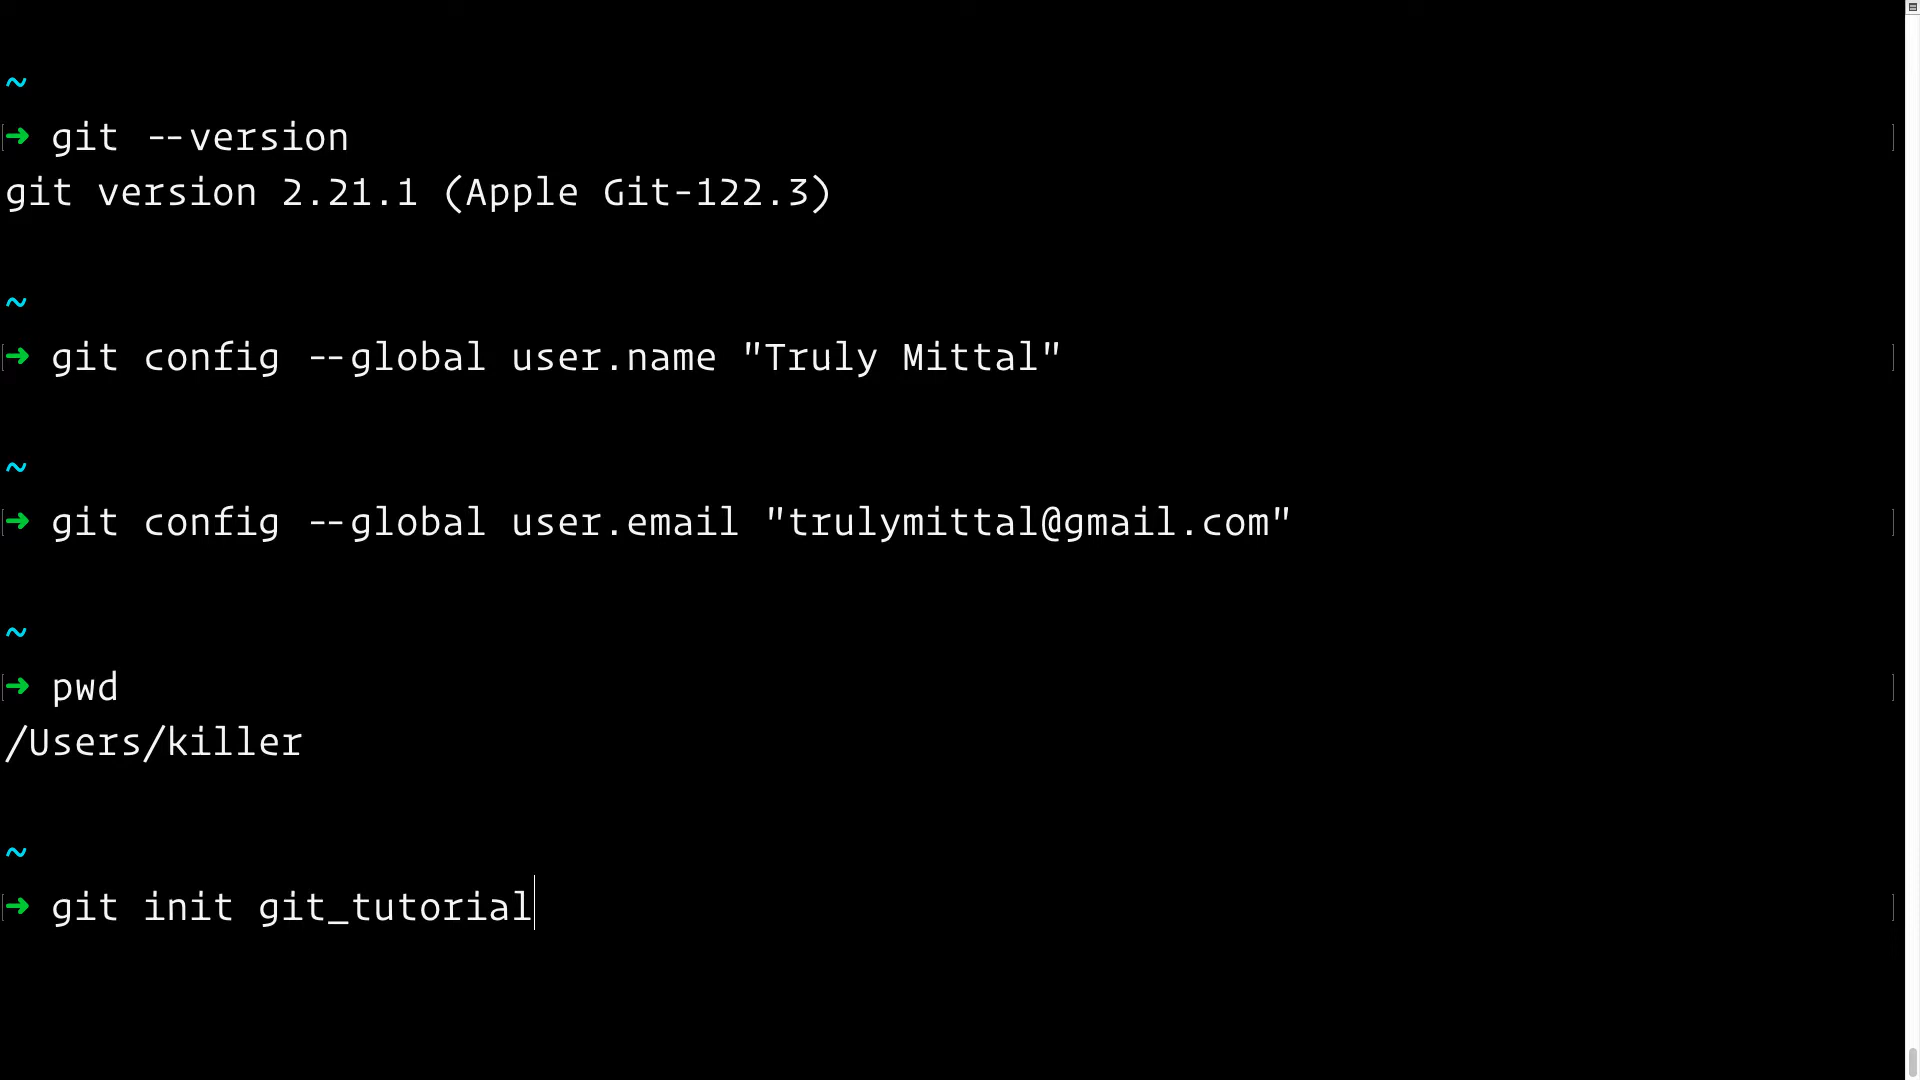 ~
➜ git --version
git version 2.21.1 (Apple Git-122.3)
~
➜ git config --global user.name "Truly Mittal"
~
➜ git config --global user.email "trulymittal@gmail.com"
~
➜ pwd
/Users/killer
~
➜ git init git_tutorial